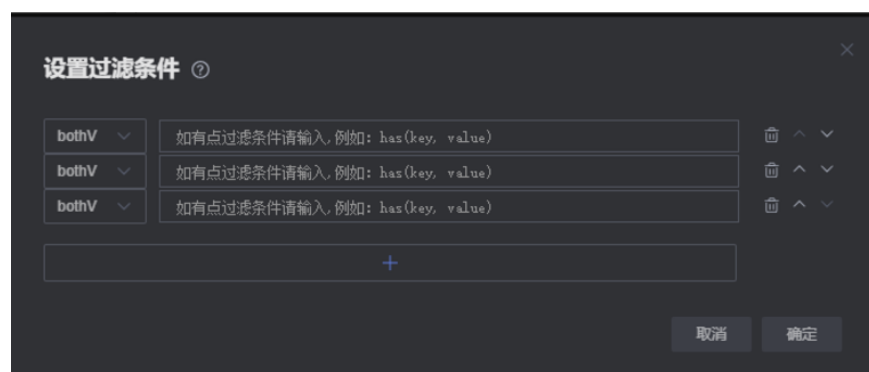 设置过滤条件
bothV 如有点过滤条件请输入,例如: has(key, value)
bothV 如有点过滤条件请输入,例如: has(key, value)
bothV 如有点过滤条件请输入,例如: has(key, value)
+
取消 确定